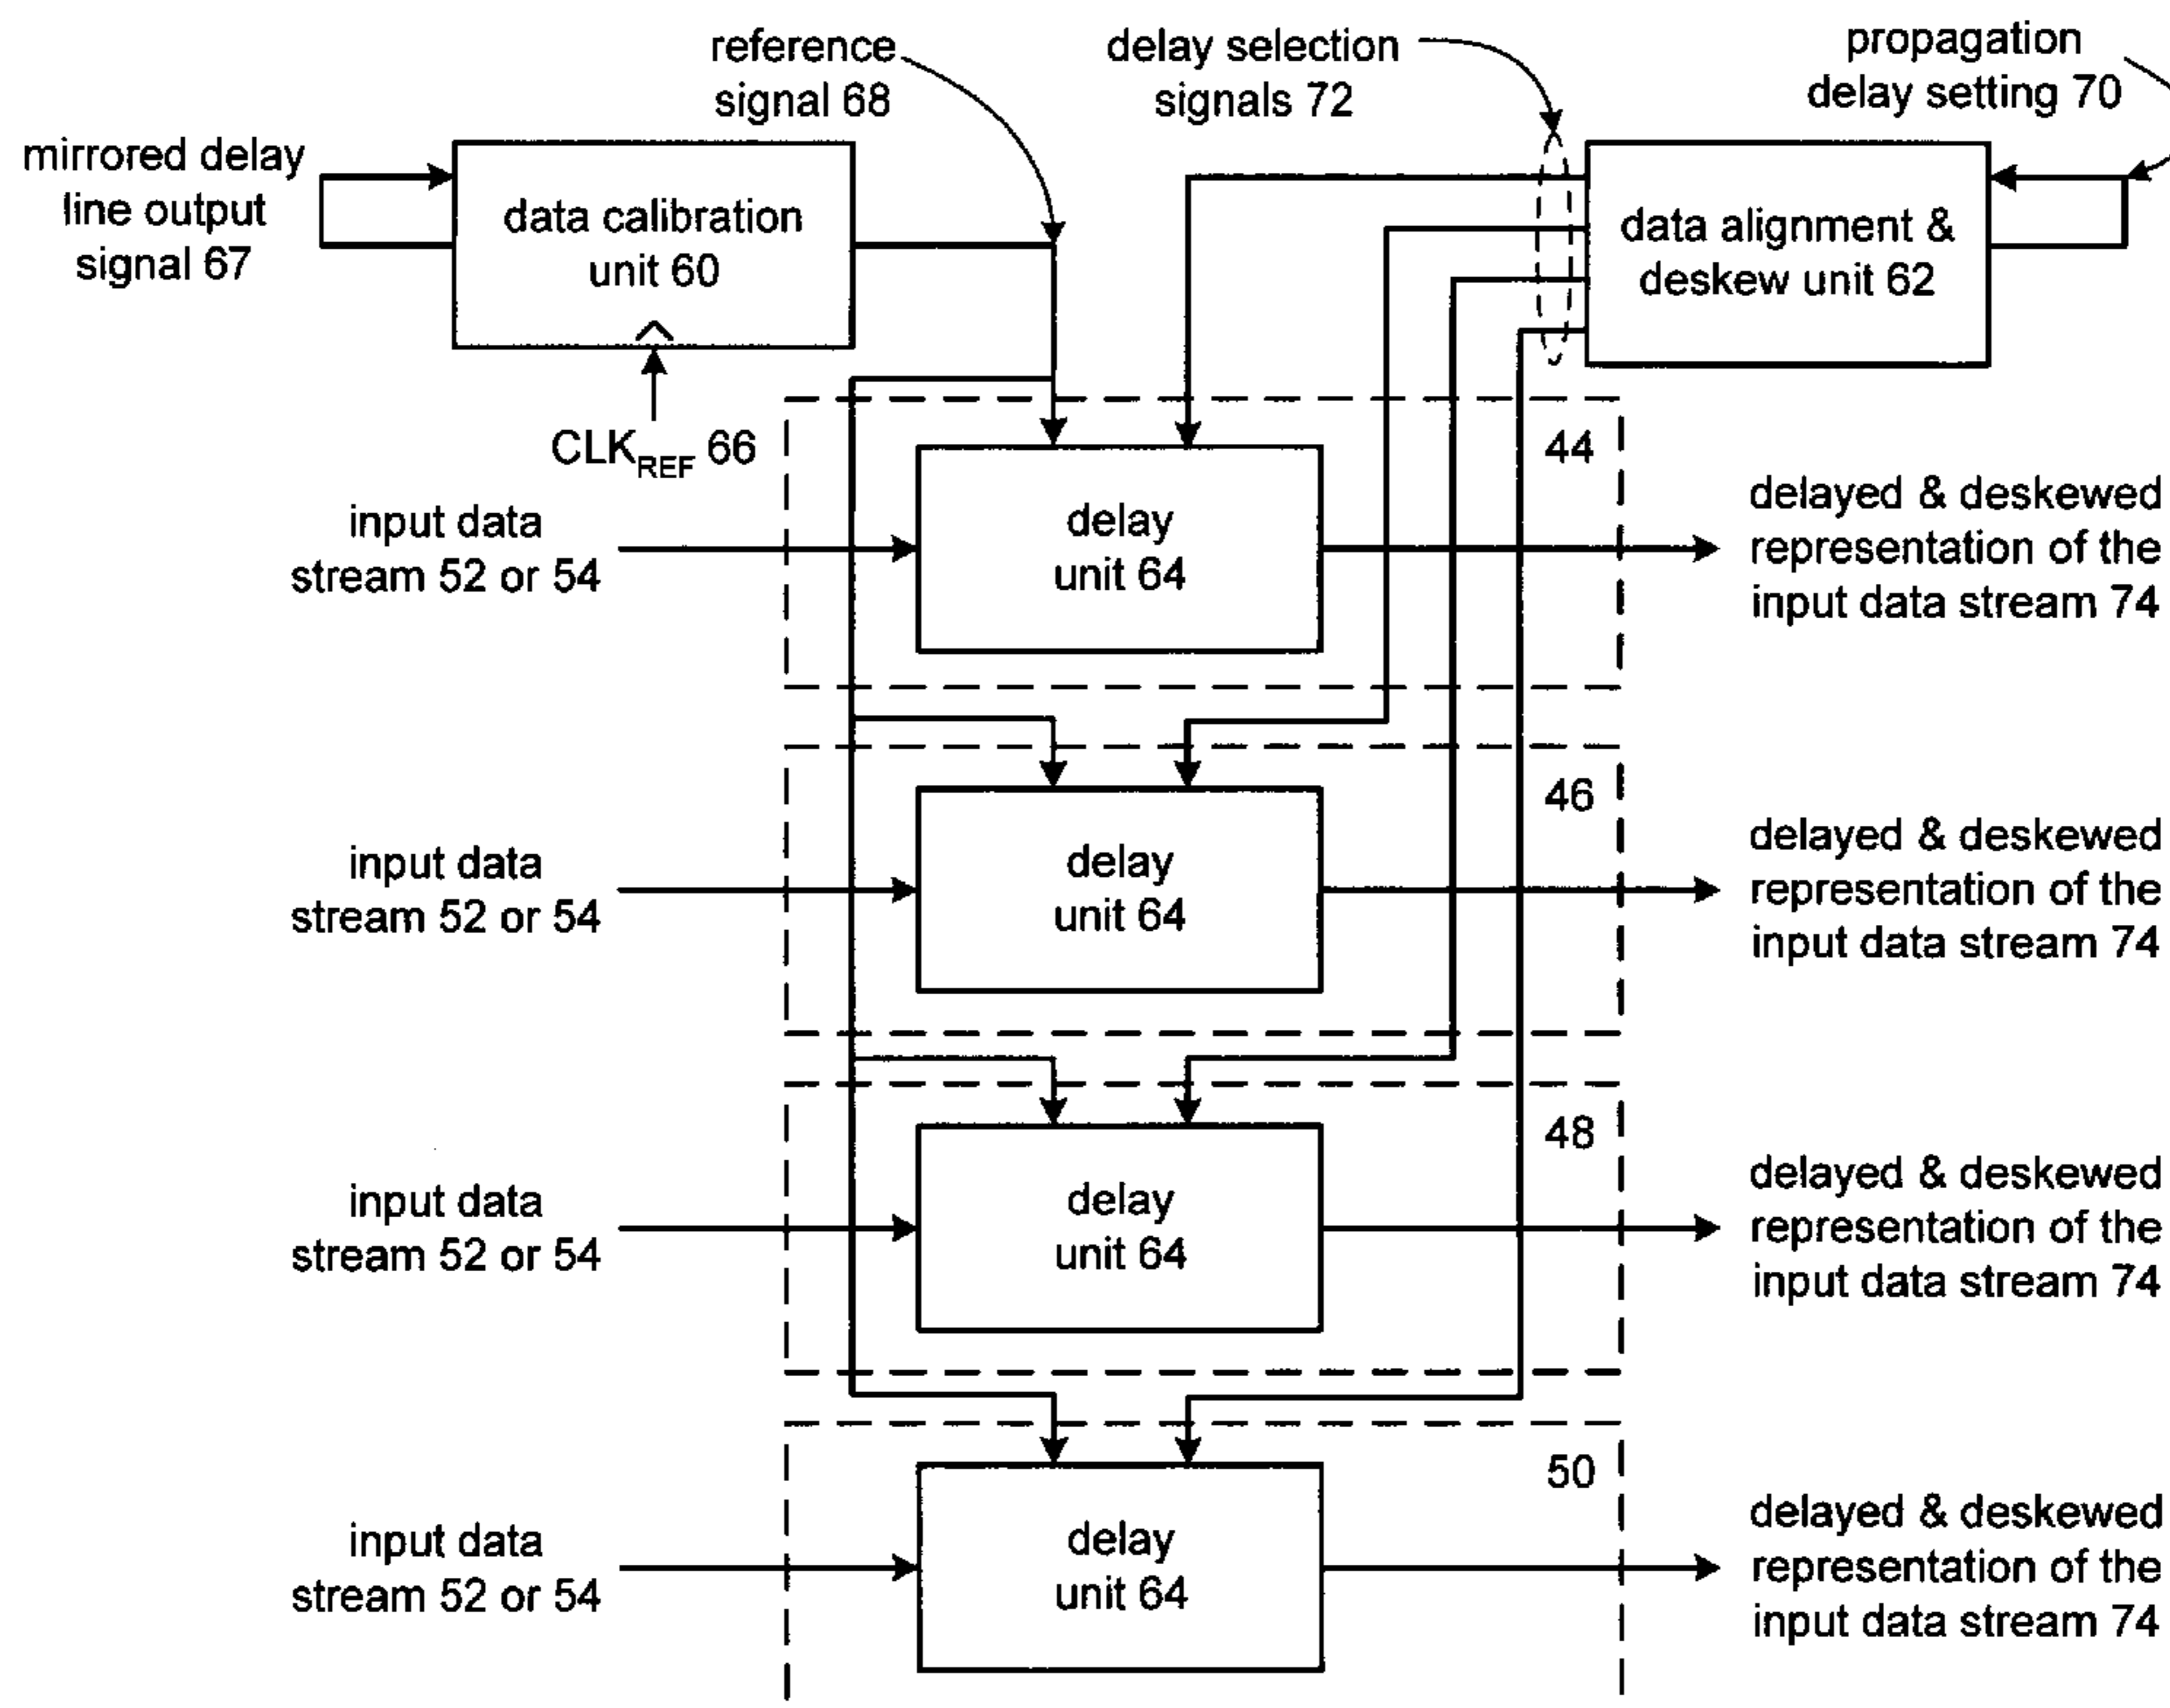 reference
signal 68
delay selection
signals 72
propagation
delay setting 70
mirrored delay
line output
signal 67
data calibration
unit 60
data alignment &
deskew unit 62
CLKREF 66
44
input data
stream 52 or 54
delay
unit 64
delayed & deskewed
representation of the
input data stream 74
46
input data
stream 52 or 54
delay
unit 64
delayed & deskewed
representation of the
input data stream 74
48
input data
stream 52 or 54
delay
unit 64
delayed & deskewed
representation of the
input data stream 74
50
input data
stream 52 or 54
delay
unit 64
delayed & deskewed
representation of the
input data stream 74